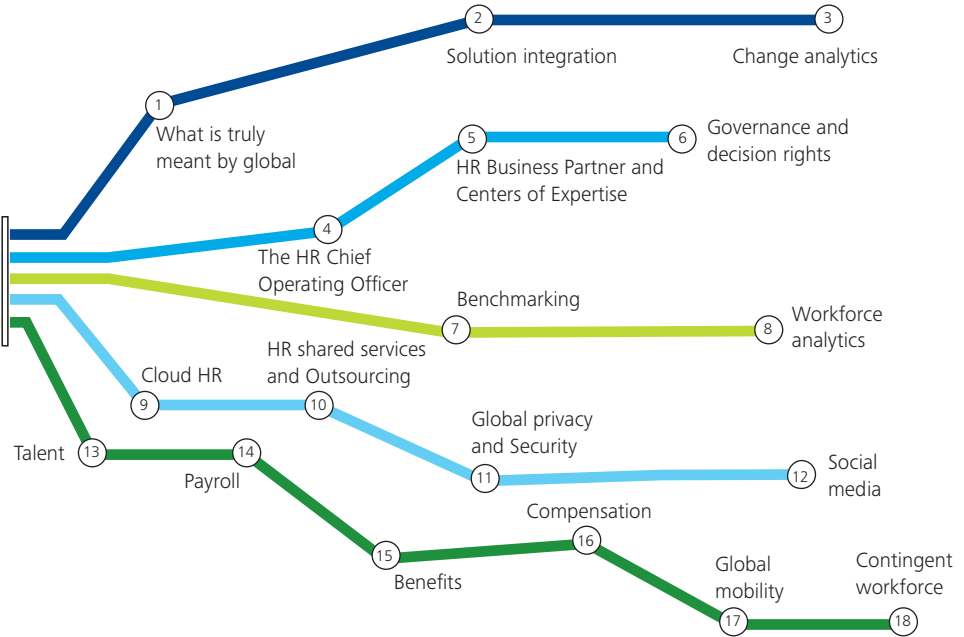 1
What is truly
meant by global
2
Solution integration
3
Change analytics
4
The HR Chief
Operating Officer
5
HR Business Partner and
Centers of Expertise
6
Governance and
decision rights
7
Benchmarking
8
Workforce
analytics
9
Cloud HR
10
HR shared services
and Outsourcing
11
Global privacy
and Security
12
Social
media
13
Talent
14
Payroll
15
Benefits
16
Compensation
17
Global
mobility
18
Contingent
workforce